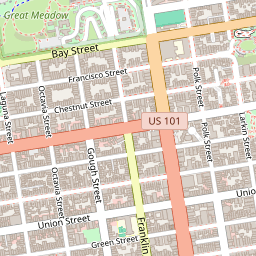 Great Meadow
Bay Street
Francisco Street
Polk Street
Chestnut Street
Laguna Street
Octavia Street
US 101
Polk Street
Larkin Street
Gough Street
Octavia Street
Union Street
Union
Franklin
Green Street